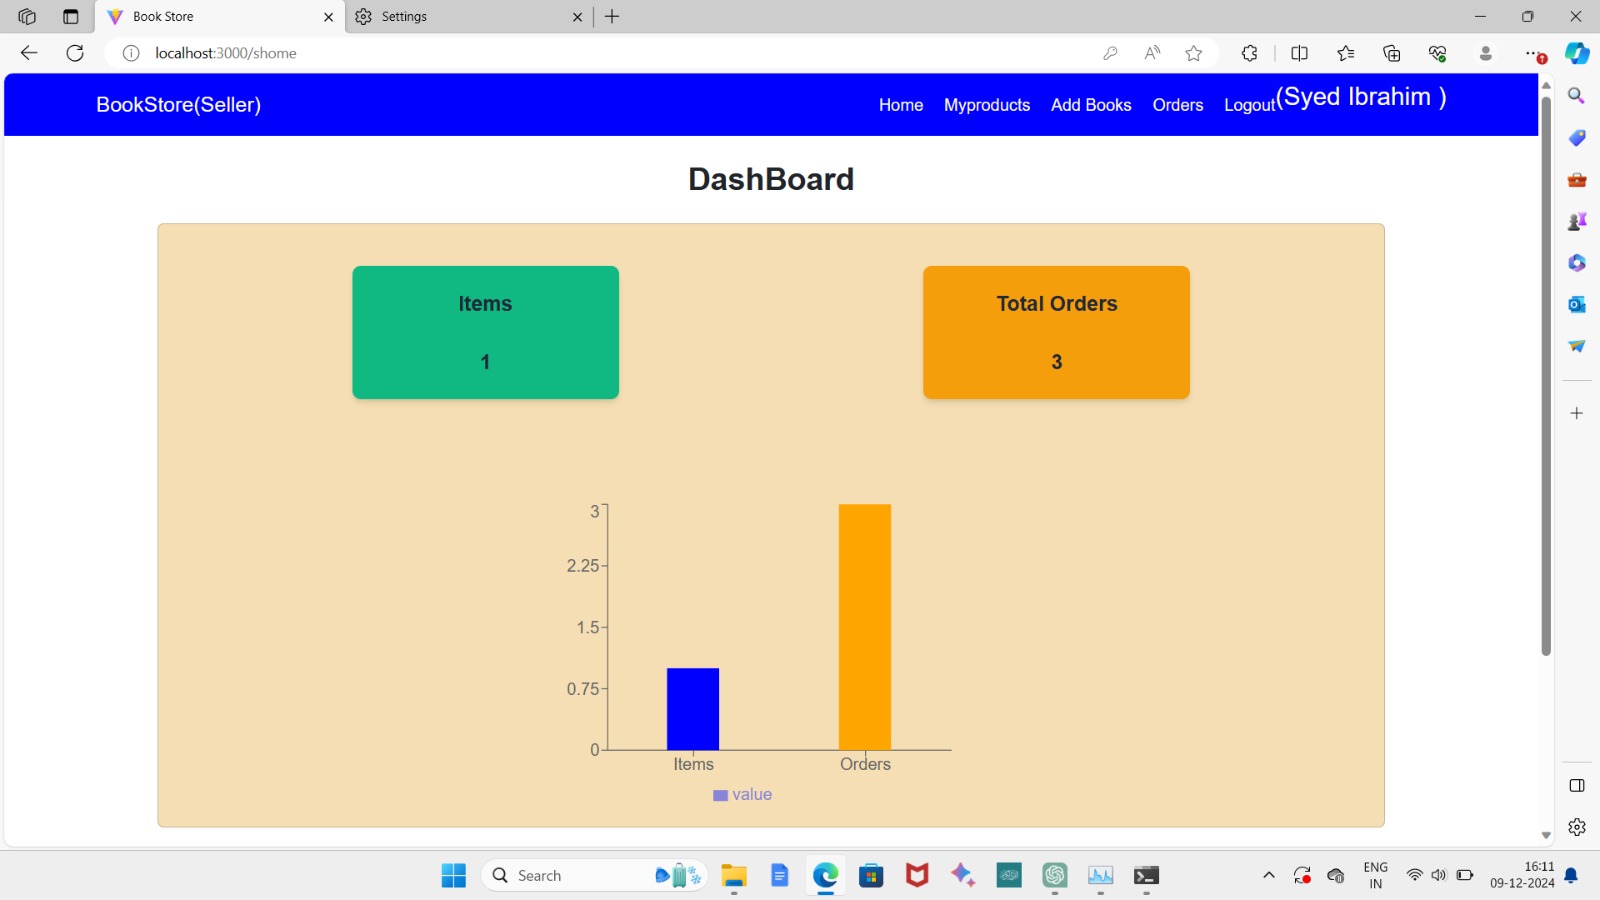 Book Store
Settings
localhost:3000/shome
BookStore(Seller)
Home Myproducts Add Books Orders Logout(Syed Ibrahim )
DashBoard
Items
1
Total Orders
3
3
2.25
1.5
0.75
0
Items Orders
value
Search
ENG
IN
16:11
09-12-2024